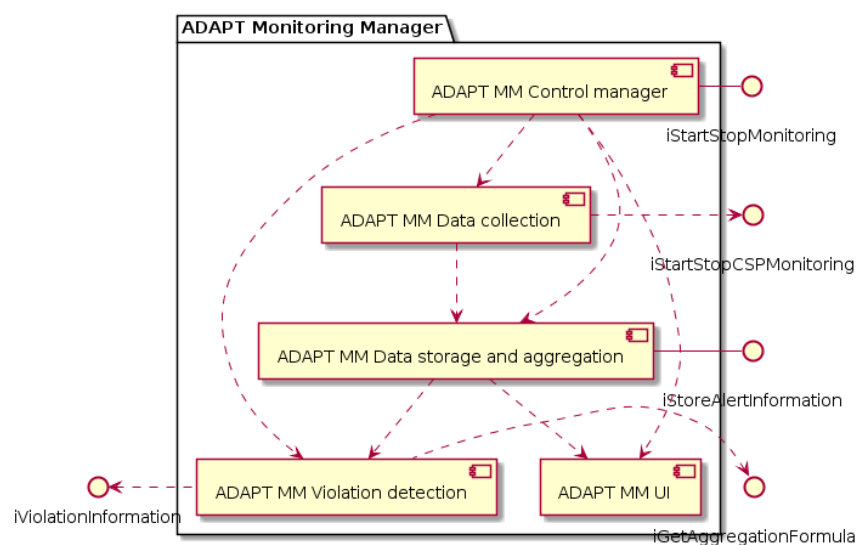 ADAPT Monitoring Manager
ADAPT MM Control manager
iStartStopMonitoring
ADAPT MM Data collection
iStartStopCSPMonitoring
ADAPT MM Data storage and aggregation
iStoreAlertInformation
ADAPT MM Violation detection
ADAPT MM UI
iViolationInformation
iGetAggregationFormula